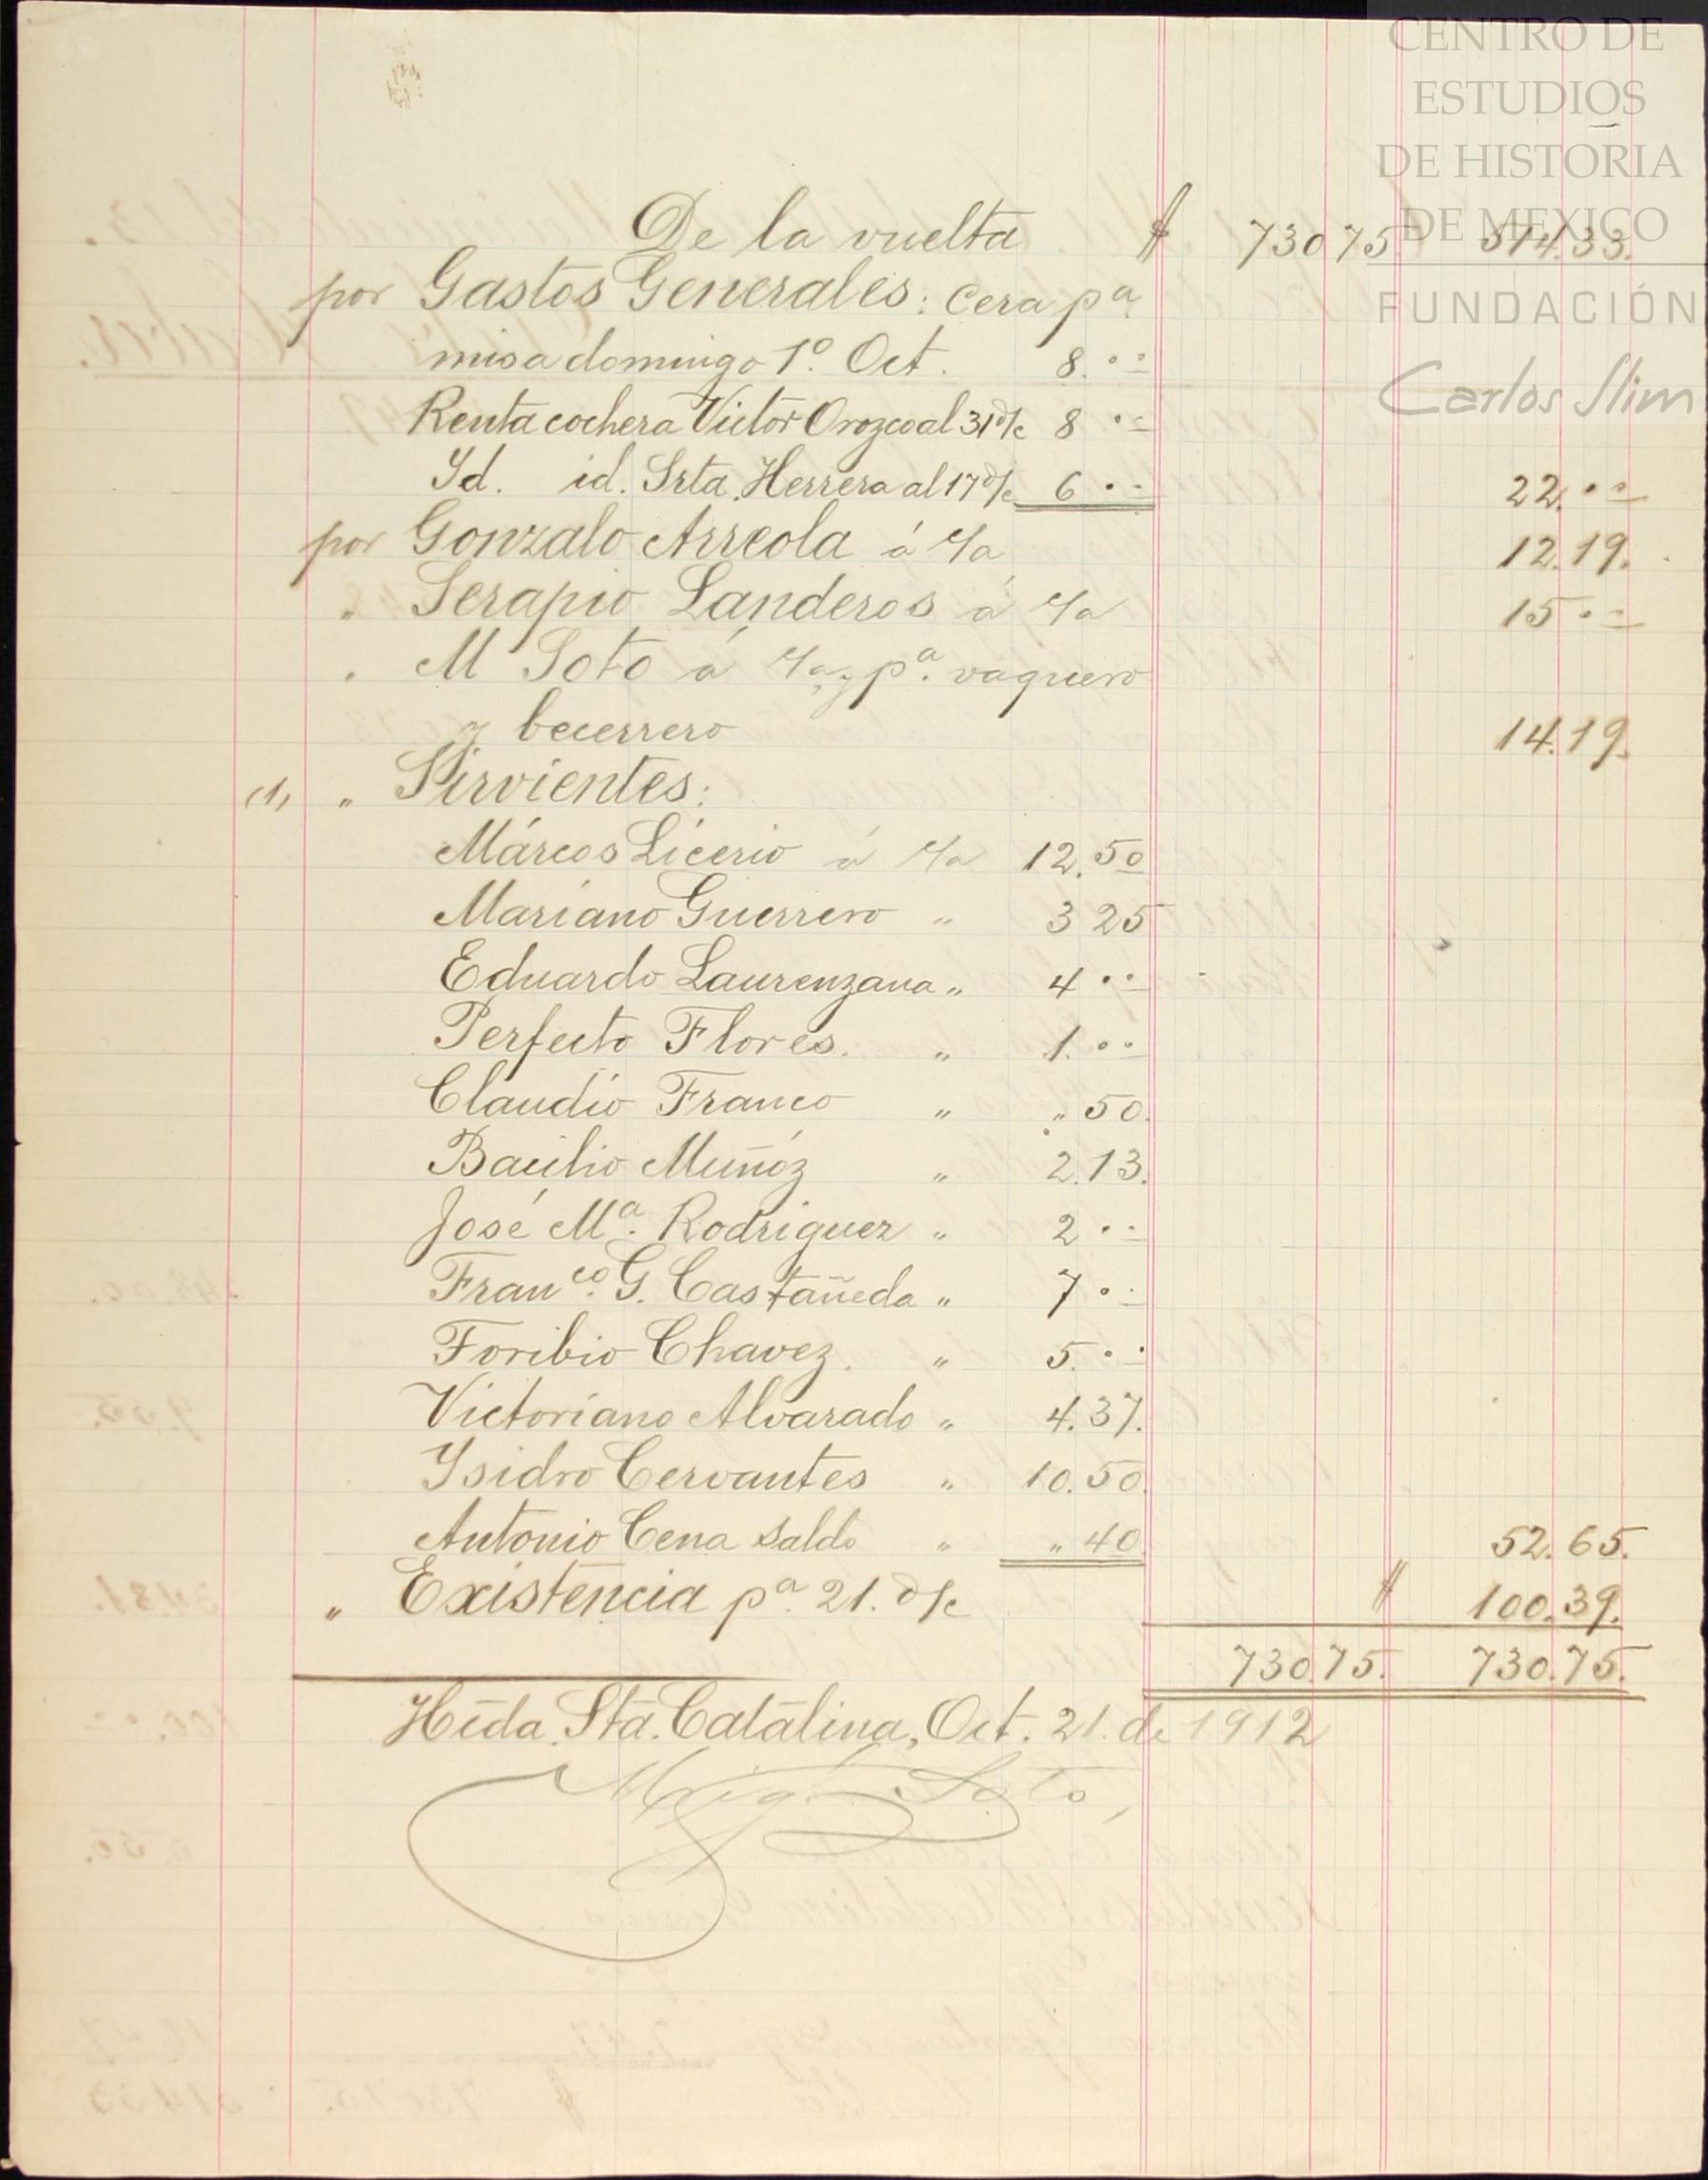 CENTRO DE
ESTUDIOS
DE HISTORIA
DE MEXICO
FUNDACIÓN
Carlos Slim
De la vuelta $ 730 75 514.33.
por Gastos Generales: Cera pª
misa domingo 1º. Oct. 8. ..
Renta cochera Victor Orozco al 31 d/c 8 ..
Yd. id. Srta. Herrera al 17 d/c 6 .. 22. ..
por Gonzalo Arreola á r/a 12.19.
" Serapio Landeros á r/a 15 ..
" M Soto á r/a y pª. vaquero
y becerrero 14.19.
(1) " Sirvientes:
Márcos Licerio á r/a 12.50
Mariano Guerrero " 3 25
Eduardo Laurenzana " 4 ..
Perfecto Flores. " 1. ..
Claudio Franco " " 50.
Bacilio Muñóz " 2.13.
José Mª. Rodriguez " 2 ..
Franco. G. Castañeda " 7 ..
Toribio Chavez. " 5. ..
Victoriano Alvarado " 4.37.
Ysidro Cervantes " 10.50.
Antonio Cena saldo " " 40 52.65.
" Existencia pª. 21. d/c $ 100.39.
730.75. 730.75.
Hcda. Sta. Catalina, Oct. 21. de 1912
Soto,